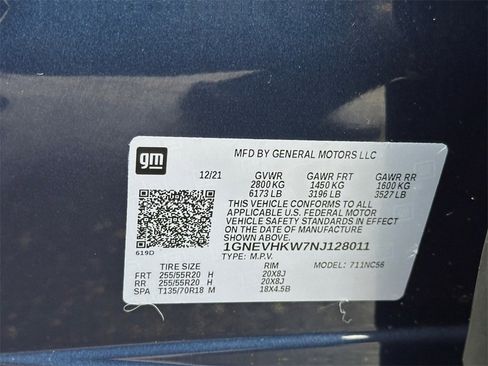 gm
MFD BY GENERAL MOTORS LLC
12/21 GVWR GAWR FRT GAWR RR
2800 KG 1450 KG 1600 KG
6173 LB 3196 LB 3527 LB
THIS VEHICLE CONFORMS TO ALL
APPLICABLE U.S. FEDERAL MOTOR
VEHICLE SAFETY STANDARDS IN EFFECT
ON THE DATE OF MANUFACTURE
SHOWN ABOVE.
619D
1GNEVHKW7NJ128011
TYPE: M.P.V. MODEL: 711NC56
TIRE SIZE RIM
FRT 255/55R20 H 20X8J
RR 255/55R20 H 20X8J
SPA T135/70R18 M 18X4.5B